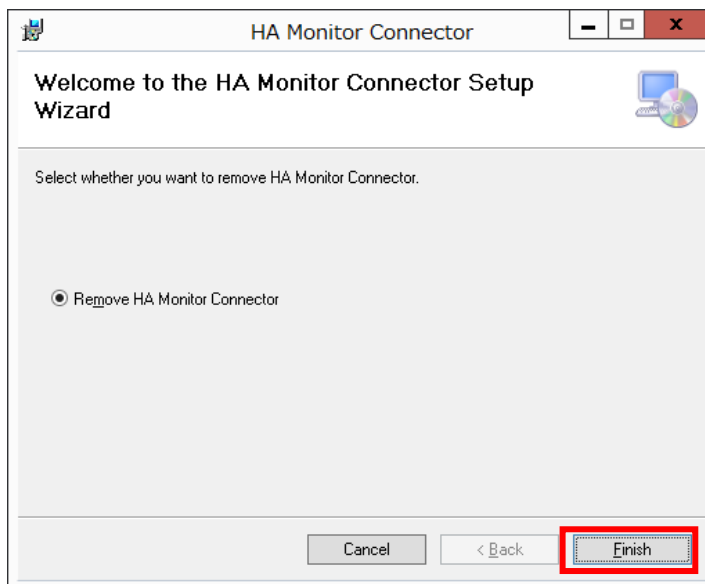 HA Monitor Connector
Welcome to the HA Monitor Connector Setup
Wizard
Select whether you want to remove HA Monitor Connector.
Remove HA Monitor Connector
Cancel
< Back
Finish